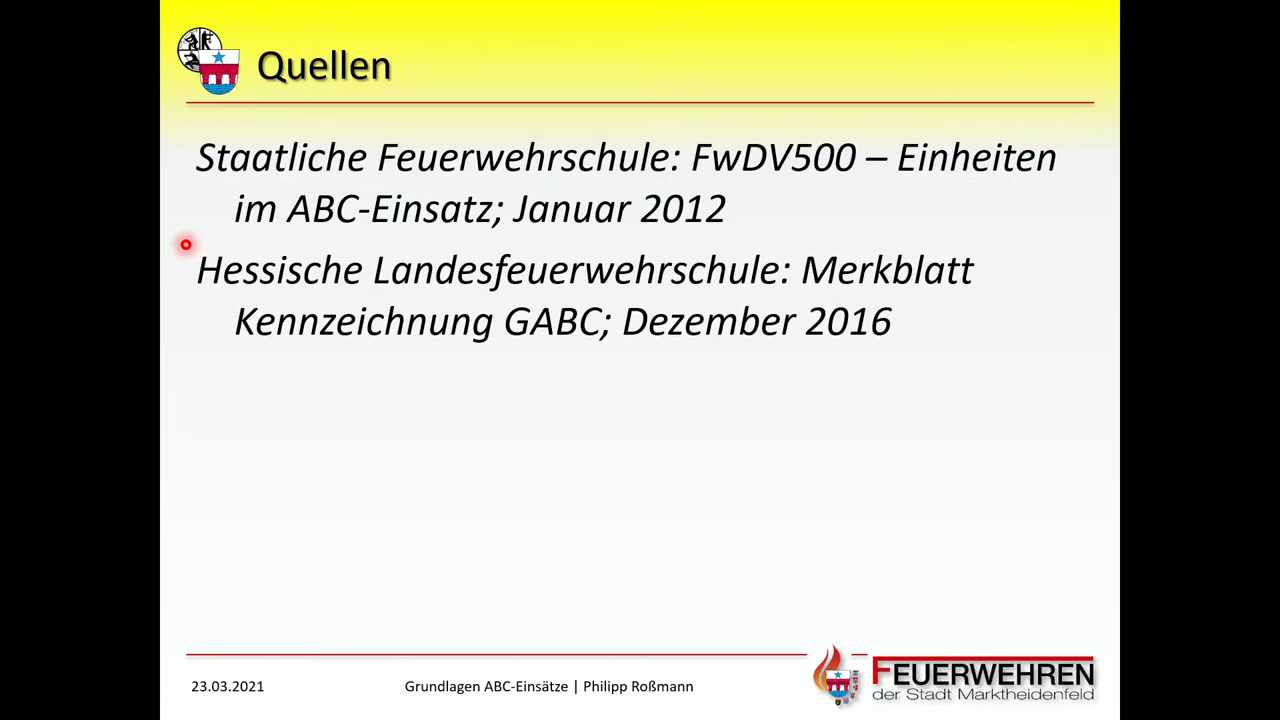 Quellen
Staatliche Feuerwehrschule: FwDV500 – Einheiten
im ABC-Einsatz; Januar 2012
Hessische Landesfeuerwehrschule: Merkblatt
Kennzeichnung GABC; Dezember 2016
23.03.2021
Grundlagen ABC-Einsätze | Philipp Roßmann
FEUERWEHREN
der Stadt Marktheidenfeld